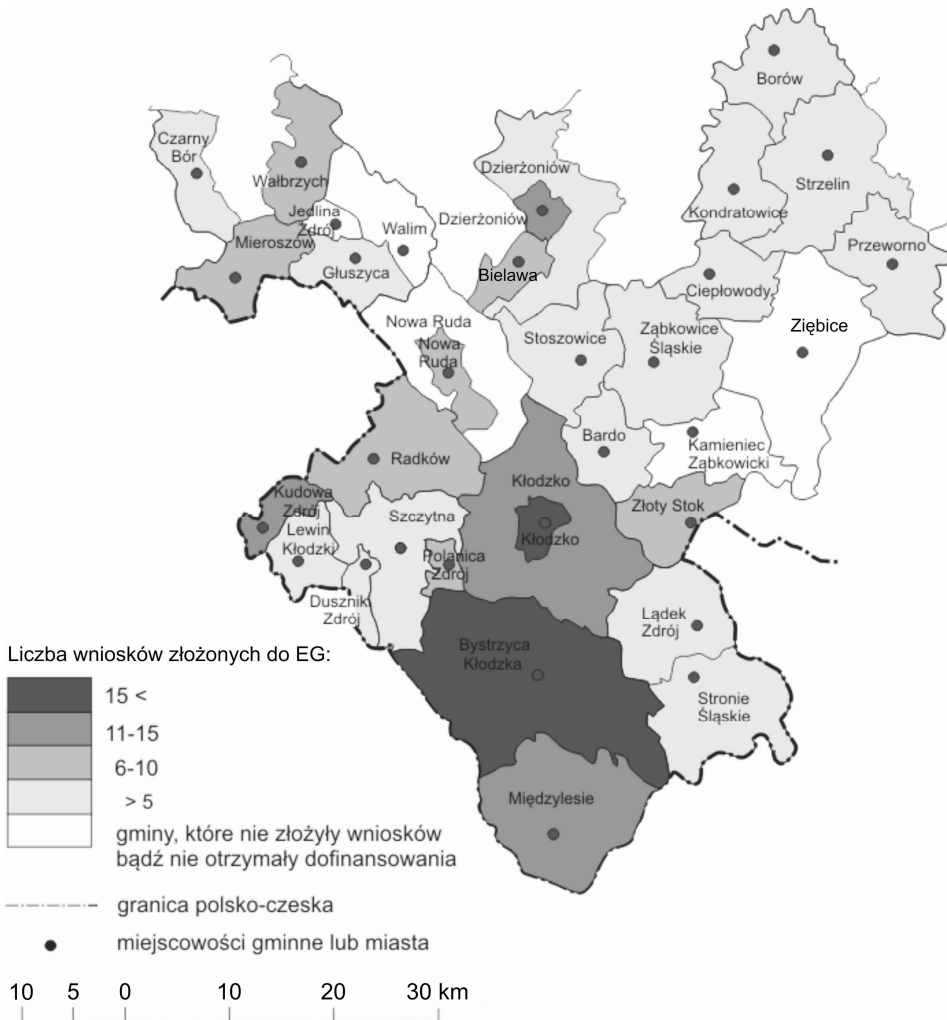 Borów
Czarny
Bór
Wałbrzych
Dzierżoniów
Strzelin
Jedlina
Zdrój
Dzierżoniów
Kondratowice
Walim
Mieroszów
Przeworno
Głuszyca
Bielawa
Ciepłowody
Nowa Ruda
Nowa
Ruda
Stoszowice
Ząbkowice
Śląskie
Ziębice
Bardo
Kamieniec
Ząbkowicki
Radków
Kłodzko
Kudowa
Zdrój
Szczytna
Złoty Stok
Lewin
Kłodzki
Kłodzko
Polanica
Zdrój
Duszniki
Zdrój
Lądek
Zdrój
Bystrzyca
Kłodzka
Stronie
Śląskie
Międzylesie
Liczba wniosków złożonych do EG:
15 <
11-15
6-10
> 5
gminy, które nie złożyły wniosków
bądź nie otrzymały dofinansowania
granica polsko-czeska
miejscowości gminne lub miasta
10 5 0 10 20 30 km